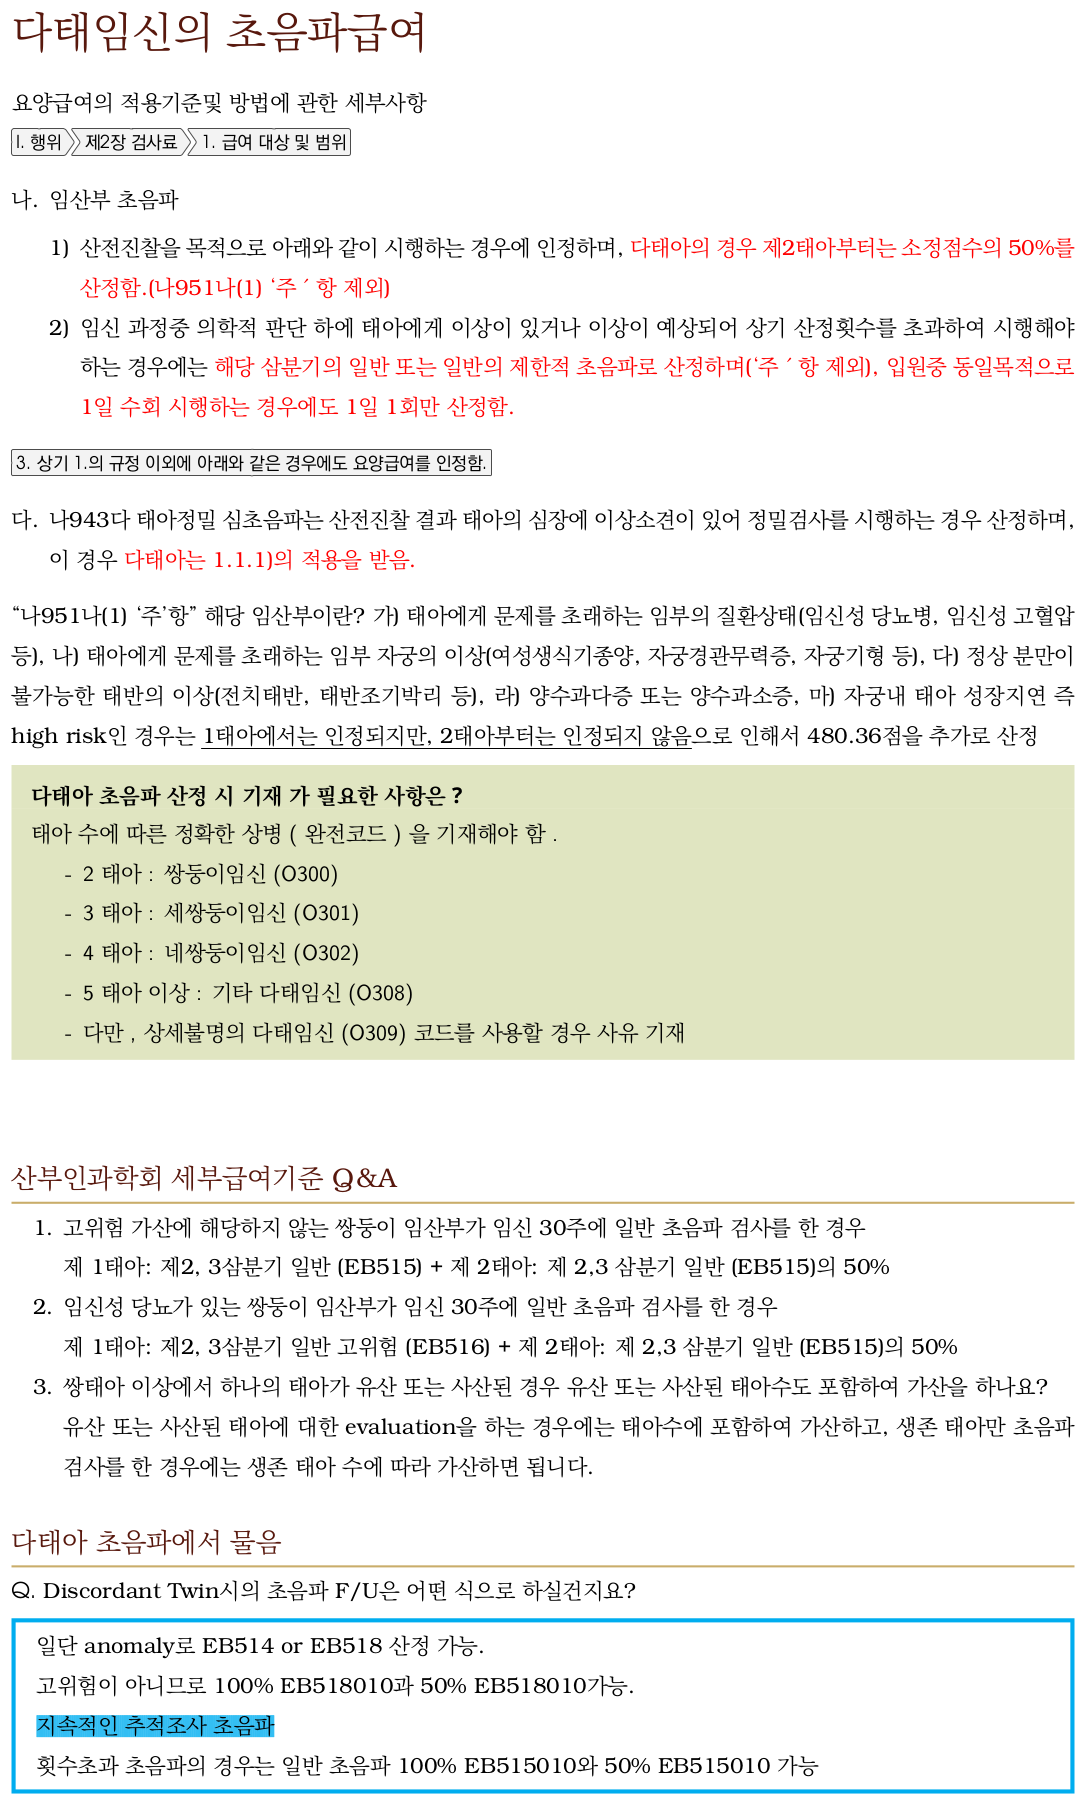 다태임신의 초음파급여
요양급여의 적용기준및 방법에 관한 세부사항
I. 행위 제2장 검사료 1. 급여 대상 및 범위
나. 임산부 초음파
1) 산전진찰을 목적으로 아래와 같이 시행하는 경우에 인정하며, 다태아의 경우 제2태아부터는 소정점수의 50%를
산정함.(나951나(1) ‘주 ´ 항 제외)
2) 임신 과정중 의학적 판단 하에 태아에게 이상이 있거나 이상이 예상되어 상기 산정횟수를 초과하여 시행해야
하는 경우에는 해당 삼분기의 일반 또는 일반의 제한적 초음파로 산정하며(‘주 ´ 항 제외), 입원중 동일목적으로
1일 수회 시행하는 경우에도 1일 1회만 산정함.
3. 상기 1.의 규정 이외에 아래와 같은 경우에도 요양급여를 인정함.
다. 나943다 태아정밀 심초음파는 산전진찰 결과 태아의 심장에 이상소견이 있어 정밀검사를 시행하는 경우 산정하며,
이 경우 다태아는 1.1.1)의 적용을 받음.
“나951나(1) ‘주’항” 해당 임산부이란? 가) 태아에게 문제를 초래하는 임부의 질환상태(임신성 당뇨병, 임신성 고혈압
등), 나) 태아에게 문제를 초래하는 임부 자궁의 이상(여성생식기종양, 자궁경관무력증, 자궁기형 등), 다) 정상 분만이
불가능한 태반의 이상(전치태반, 태반조기박리 등), 라) 양수과다증 또는 양수과소증, 마) 자궁내 태아 성장지연 즉
high risk인 경우는 1태아에서는 인정되지만, 2태아부터는 인정되지 않음으로 인해서 480.36점을 추가로 산정
다태아 초음파 산정 시 기재 가 필요한 사항은 ?
태아 수에 따른 정확한 상병 ( 완전코드 ) 을 기재해야 함 .
- 2 태아 : 쌍둥이임신 (O300)
- 3 태아 : 세쌍둥이임신 (O301)
- 4 태아 : 네쌍둥이임신 (O302)
- 5 태아 이상 : 기타 다태임신 (O308)
- 다만 , 상세불명의 다태임신 (O309) 코드를 사용할 경우 사유 기재
산부인과학회 세부급여기준 Q&A
1. 고위험 가산에 해당하지 않는 쌍둥이 임산부가 임신 30주에 일반 초음파 검사를 한 경우
제 1태아: 제2, 3삼분기 일반 (EB515) + 제 2태아: 제 2,3 삼분기 일반 (EB515)의 50%
2. 임신성 당뇨가 있는 쌍둥이 임산부가 임신 30주에 일반 초음파 검사를 한 경우
제 1태아: 제2, 3삼분기 일반 고위험 (EB516) + 제 2태아: 제 2,3 삼분기 일반 (EB515)의 50%
3. 쌍태아 이상에서 하나의 태아가 유산 또는 사산된 경우 유산 또는 사산된 태아수도 포함하여 가산을 하나요?
유산 또는 사산된 태아에 대한 evaluation을 하는 경우에는 태아수에 포함하여 가산하고, 생존 태아만 초음파
검사를 한 경우에는 생존 태아 수에 따라 가산하면 됩니다.
다태아 초음파에서 물음
Q. Discordant Twin시의 초음파 F/U은 어떤 식으로 하실건지요?
일단 anomaly로 EB514 or EB518 산정 가능.
고위험이 아니므로 100% EB518010과 50% EB518010가능.
지속적인 추적조사 초음파
횟수초과 초음파의 경우는 일반 초음파 100% EB515010와 50% EB515010 가능